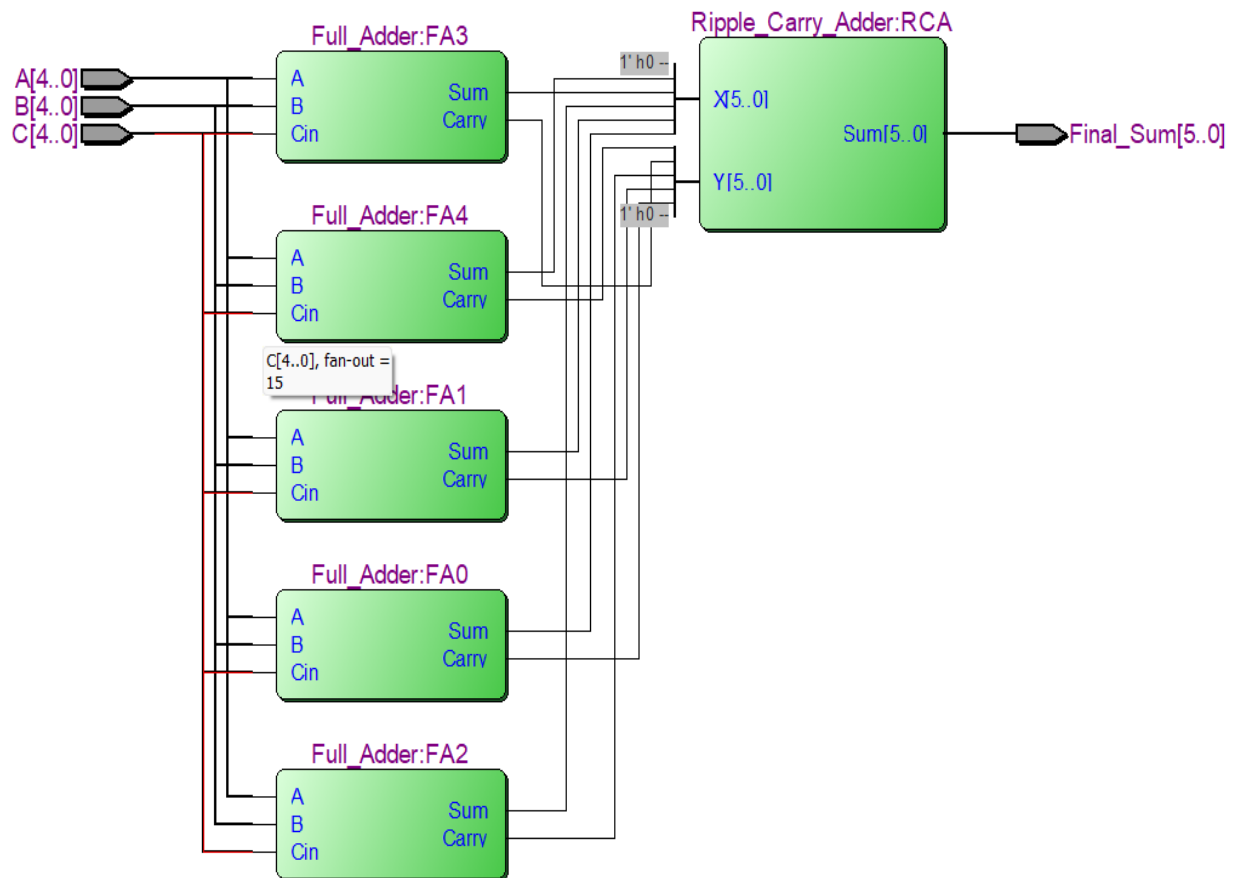 Full_Adder:FA3
Ripple_Carry_Adder:RCA
A[4..0]
B[4..0]
C[4..0]
A
B
Cin
Sum
Carry
1' h0 --
X[5..0]
Y[5..0]
1' h0 --
Sum[5..0]
Final_Sum[5..0]
Full_Adder:FA4
A
B
Cin
Sum
Carry
C[4..0], fan-out =
15
Full_Adder:FA1
A
B
Cin
Sum
Carry
Full_Adder:FA0
A
B
Cin
Sum
Carry
Full_Adder:FA2
A
B
Cin
Sum
Carry